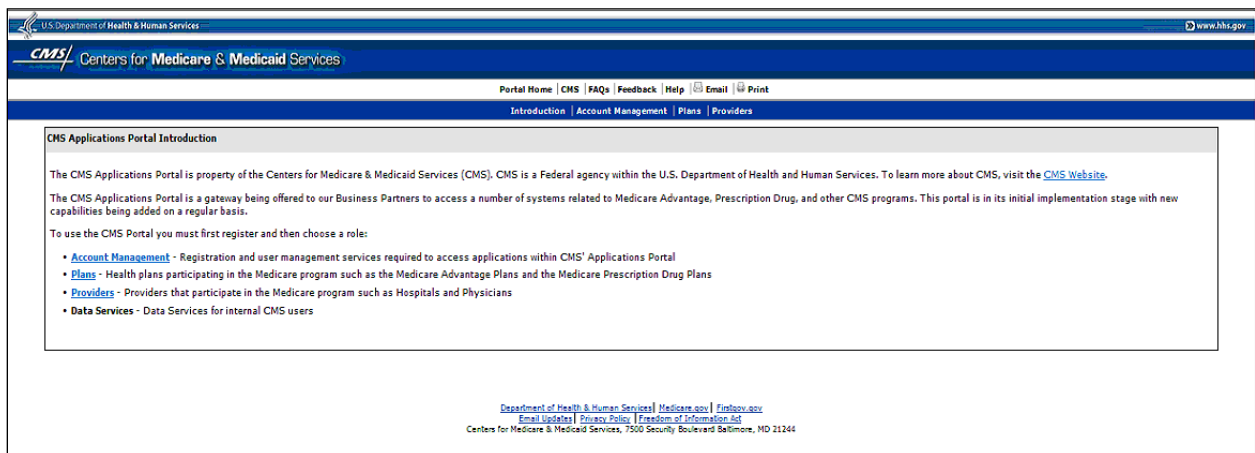 U.S. Department of Health & Human Services
www.hhs.gov
CMS Centers for Medicare & Medicaid Services
Portal Home | CMS | FAQs | Feedback | Help | Email | Print
Introduction | Account Management | Plans | Providers
CMS Applications Portal Introduction
The CMS Applications Portal is property of the Centers for Medicare & Medicaid Services (CMS). CMS is a Federal agency within the U.S. Department of Health and Human Services. To learn more about CMS, visit the CMS Website.
The CMS Applications Portal is a gateway being offered to our Business Partners to access a number of systems related to Medicare Advantage, Prescription Drug, and other CMS programs. This portal is in its initial implementation stage with new
capabilities being added on a regular basis.
To use the CMS Portal you must first register and then choose a role:
• Account Management - Registration and user management services required to access applications within CMS' Applications Portal
• Plans - Health plans participating in the Medicare program such as the Medicare Advantage Plans and the Medicare Prescription Drug Plans
• Providers - Providers that participate in the Medicare program such as Hospitals and Physicians
• Data Services - Data Services for internal CMS users
Department of Health & Human Services | Medicare.gov | Firstgov.gov
Email Updates | Privacy Policy | Freedom of Information Act
Centers for Medicare & Medicaid Services, 7500 Security Boulevard Baltimore, MD 21244